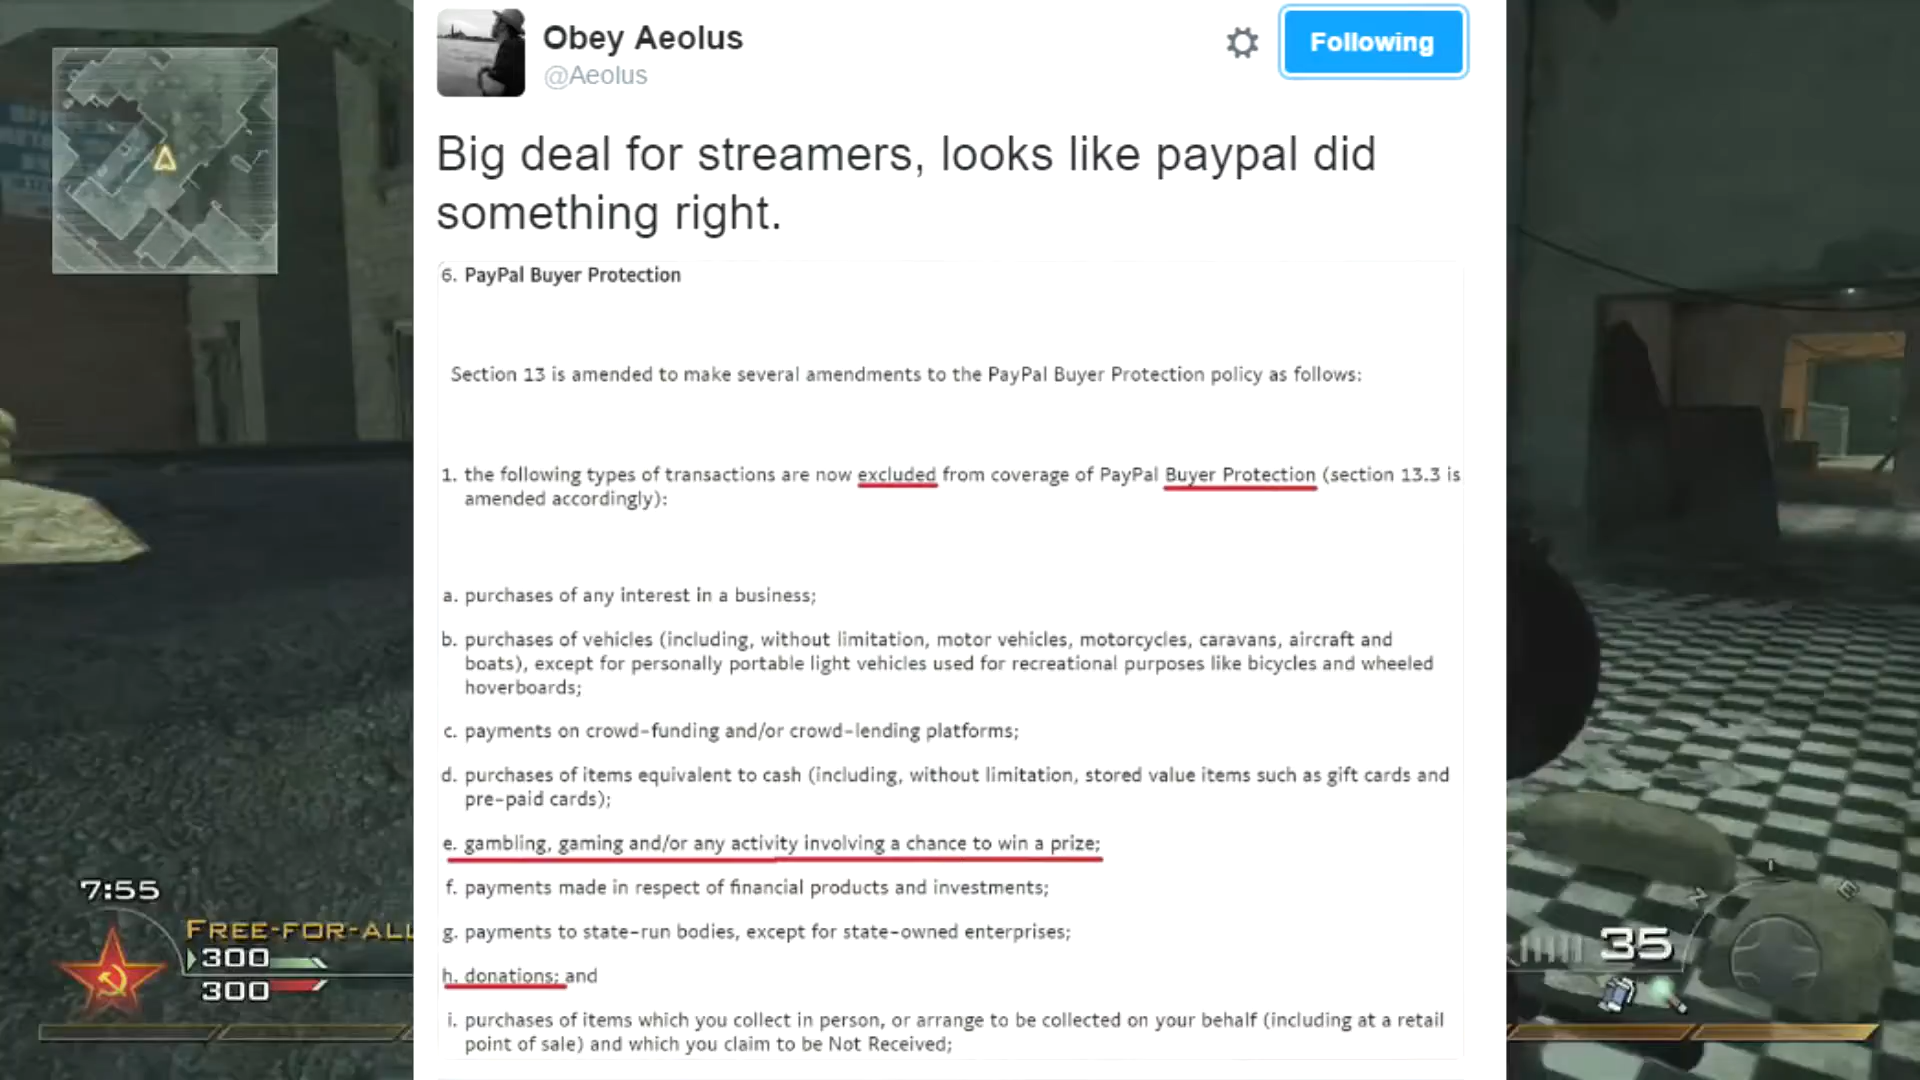 Obey Aeolus
@Aeolus
Following
Big deal for streamers, looks like paypal did
something right.
6. PayPal Buyer Protection
Section 13 is amended to make several amendments to the PayPal Buyer Protection policy as follows:
1. the following types of transactions are now excluded from coverage of PayPal Buyer Protection (section 13.3 is
amended accordingly):
a. purchases of any interest in a business;
b. purchases of vehicles (including, without limitation, motor vehicles, motorcycles, caravans, aircraft and
boats), except for personally portable light vehicles used for recreational purposes like bicycles and wheeled
hoverboards;
c. payments on crowd-funding and/or crowd-lending platforms;
d. purchases of items equivalent to cash (including, without limitation, stored value items such as gift cards and
pre-paid cards);
e. gambling, gaming and/or any activity involving a chance to win a prize;
f. payments made in respect of financial products and investments;
g. payments to state-run bodies, except for state-owned enterprises;
h. donations; and
i. purchases of items which you collect in person, or arrange to be collected on your behalf (including at a retail
point of sale) and which you claim to be Not Received;
7:55
FREE-FOR-ALL
300
300
35
N
E